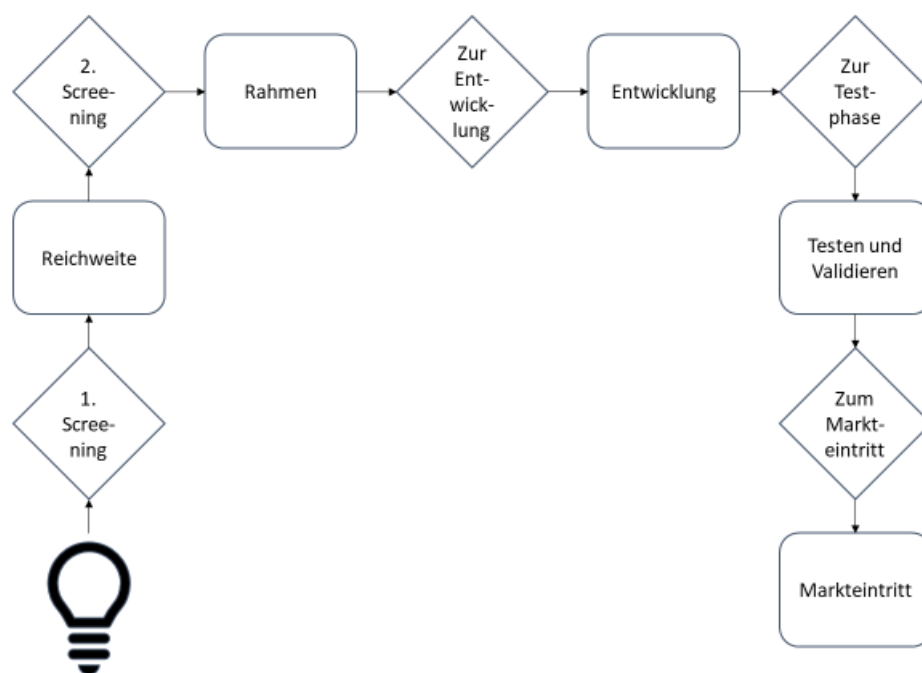 2.
Scree-
ning
Rahmen
Zur
Ent-
wick-
lung
Entwicklung
Zur
Test-
phase
Reichweite
Testen und
Validieren
1.
Scree-
ning
Zum
Markt-
eintritt
Markteintritt